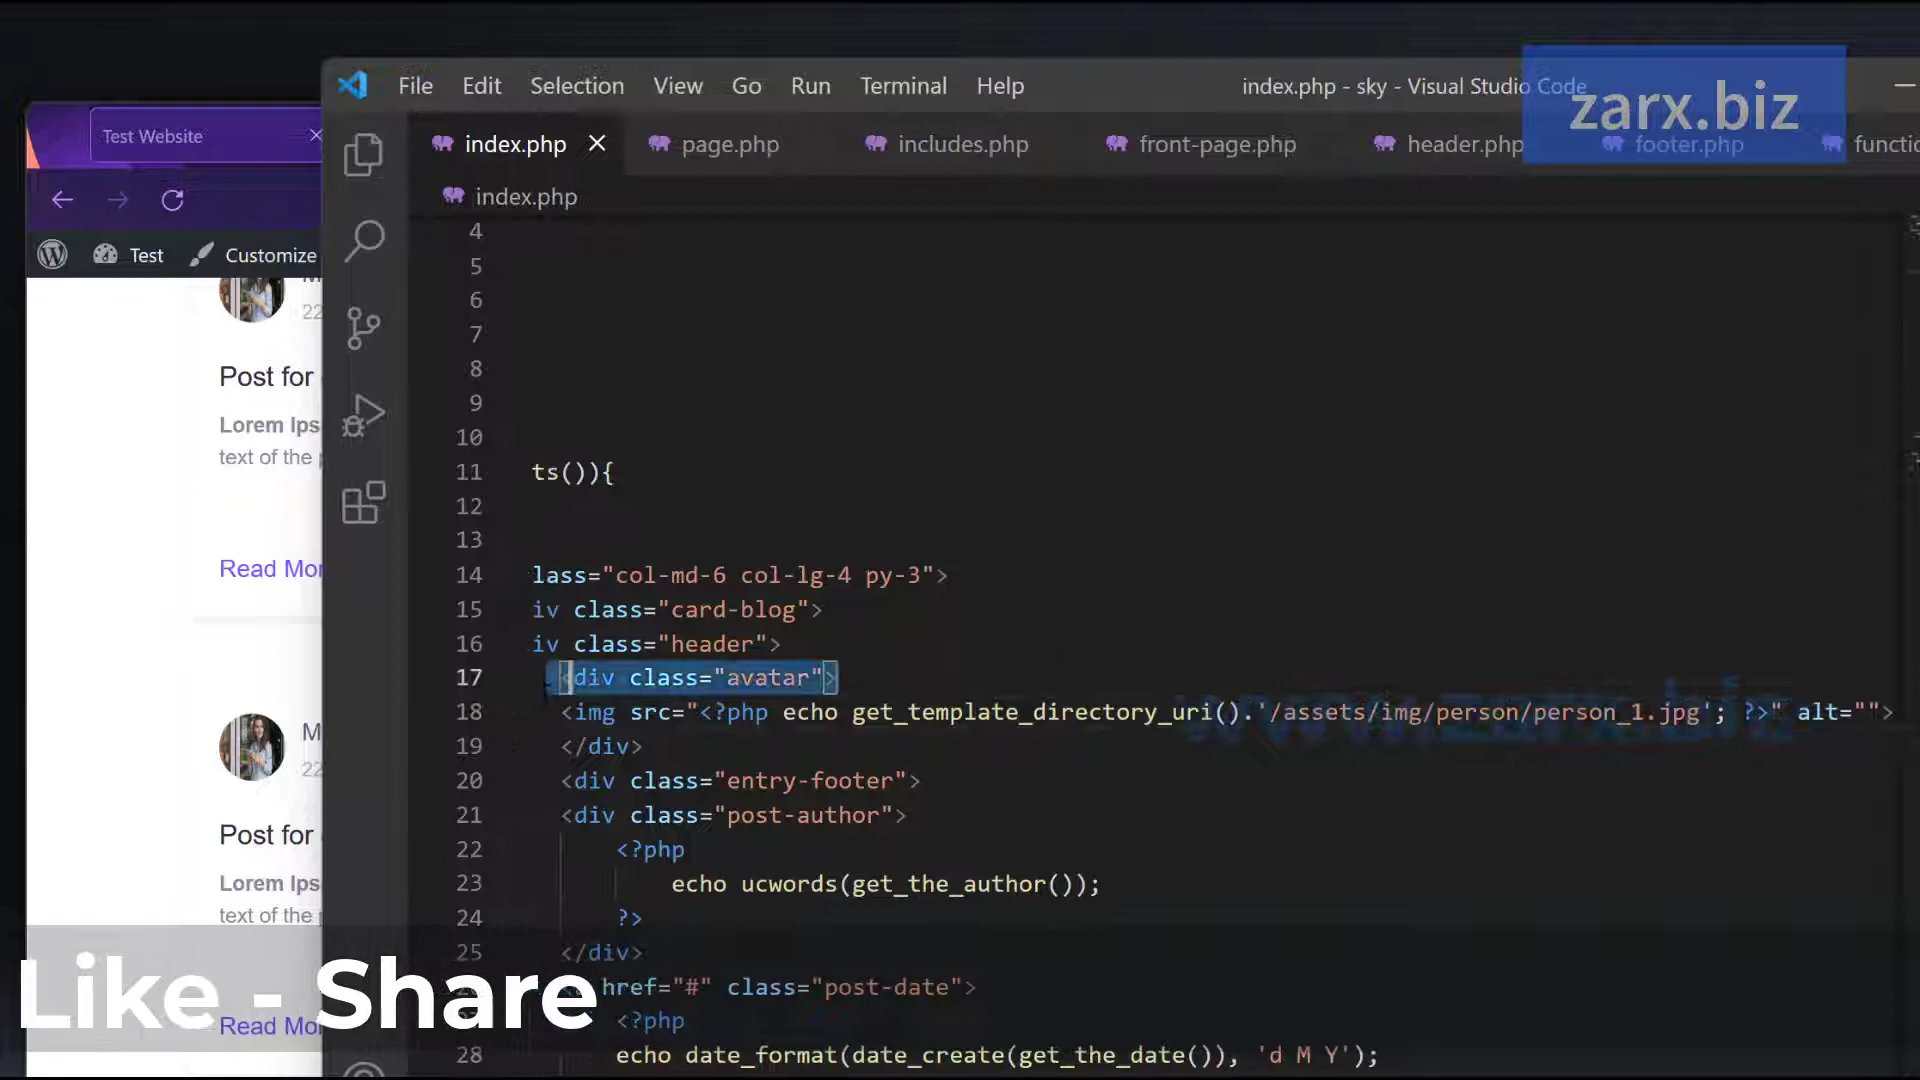 File Edit Selection View Go Run Terminal Help
index.php - sky - Visual Studio Code
zarx.biz
Test Website
index.php page.php includes.php front-page.php header.php footer.php functio
index.php
Test Customize
22
Post for
Lorem Ips
text of the
Read Mor
M
22
Post for
Lorem Ips
text of the
Read Mor
4
5
6
7
8
9
10
11 ts()){
12
13
14 lass="col-md-6 col-lg-4 py-3">
15 iv class="card-blog">
16 iv class="header">
17 <div class="avatar">
18 <img src="<?php echo get_template_directory_uri().'/assets/img/person/person_1.jpg'; ?>" alt="">
19 </div>
20 <div class="entry-footer">
21 <div class="post-author">
22 <?php
23 echo ucwords(get_the_author());
24 ?>
25 </div>
href="#" class="post-date">
<?php
28 echo date_format(date_create(get_the_date()), 'd M Y');
www.zarx.biz
Like - Share